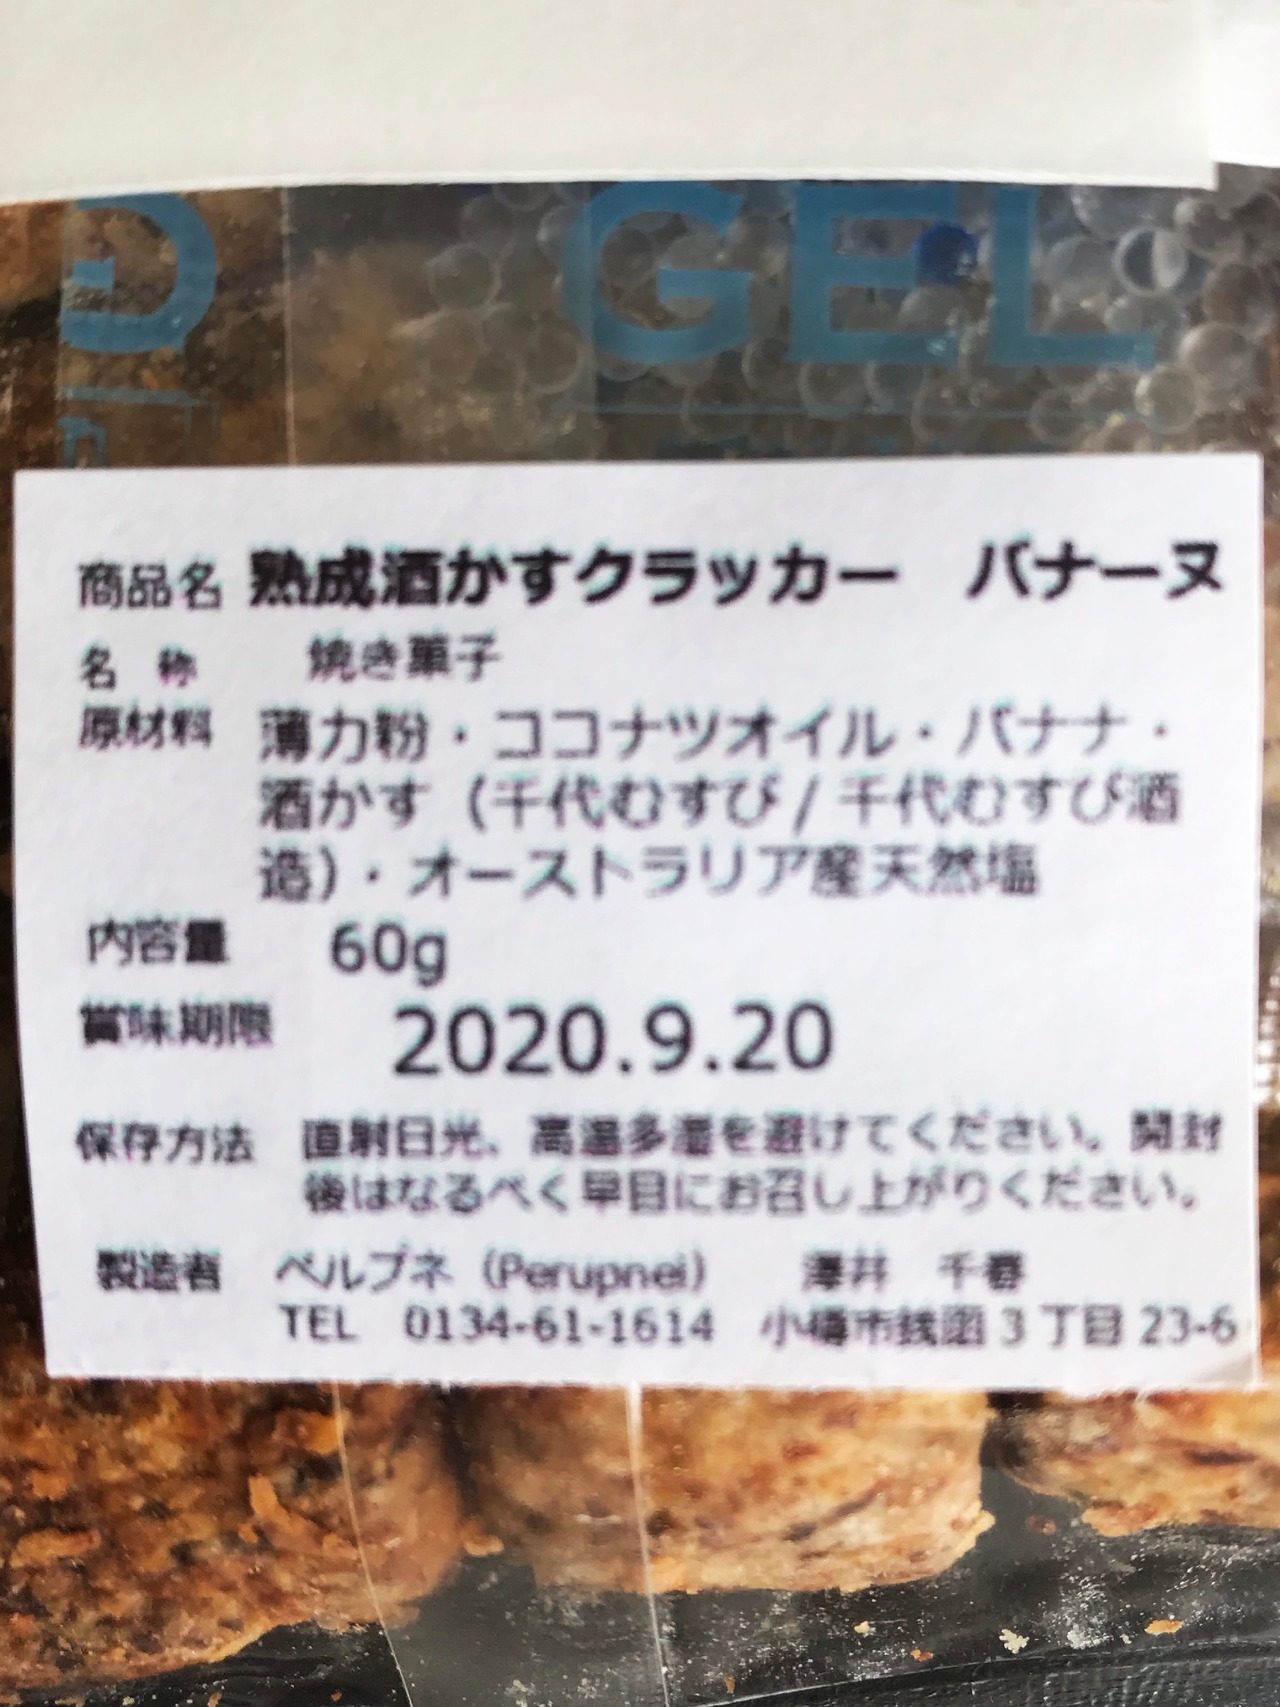 GEL
G
商品名 熟成酒かすクラッカー　バナーヌ
名 称 焼き菓子
原材料 薄力粉・ココナツオイル・バナナ・
酒かす（千代むすび / 千代むすび酒
造）・オーストラリア産天然塩
内容量 60g
賞味期限 2020.9.20
保存方法 直射日光、高温多湿を避けてください。開封
後はなるべく早目にお召し上がりください。
製造者 ペルプネ（Perupnei） 澤井 千春
TEL 0134-61-1614 小樽市銭函3丁目23-6